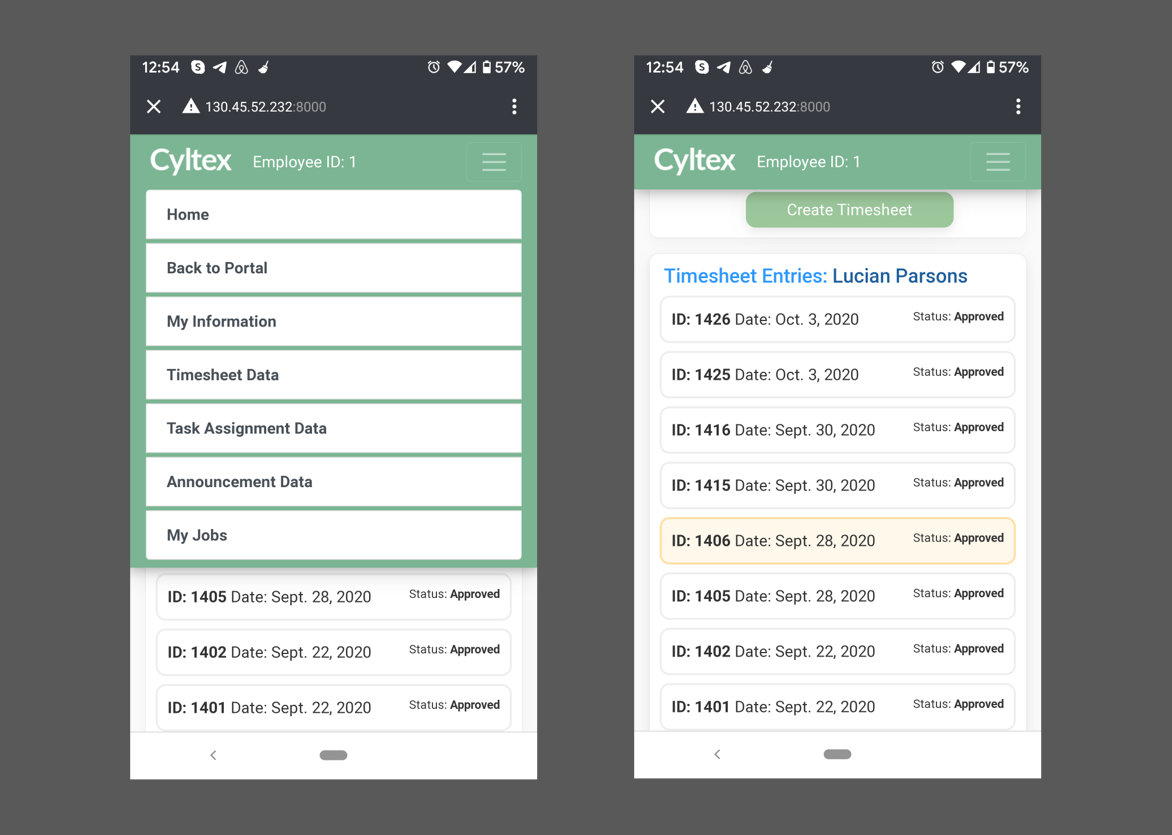 12:54 57%
130.45.52.232:8000
Cyltex Employee ID: 1
Home
Back to Portal
My Information
Timesheet Data
Task Assignment Data
Announcement Data
My Jobs
ID: 1405 Date: Sept. 28, 2020 Status: Approved
ID: 1402 Date: Sept. 22, 2020 Status: Approved
ID: 1401 Date: Sept. 22, 2020 Status: Approved
12:54 57%
130.45.52.232:8000
Cyltex Employee ID: 1
Create Timesheet
Timesheet Entries: Lucian Parsons
ID: 1426 Date: Oct. 3, 2020 Status: Approved
ID: 1425 Date: Oct. 3, 2020 Status: Approved
ID: 1416 Date: Sept. 30, 2020 Status: Approved
ID: 1415 Date: Sept. 30, 2020 Status: Approved
ID: 1406 Date: Sept. 28, 2020 Status: Approved
ID: 1405 Date: Sept. 28, 2020 Status: Approved
ID: 1402 Date: Sept. 22, 2020 Status: Approved
ID: 1401 Date: Sept. 22, 2020 Status: Approved